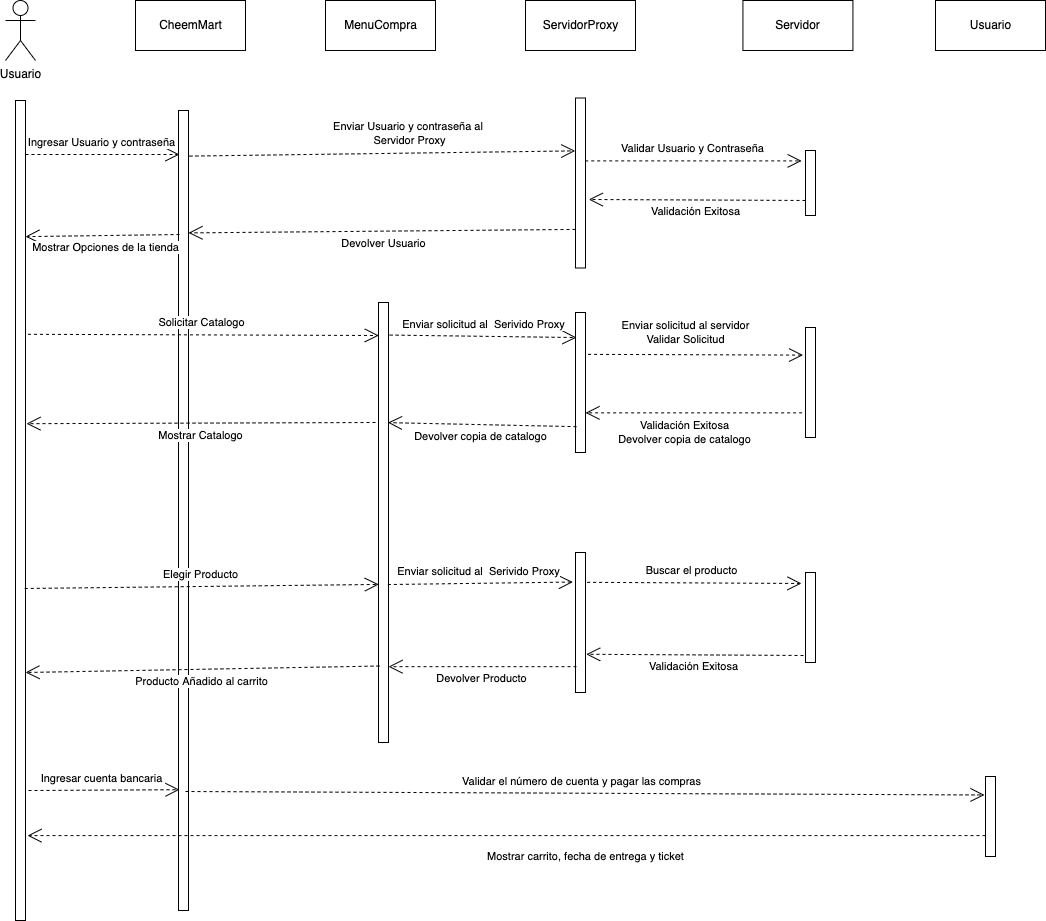 CheemMart
MenuCompra
ServidorProxy
Servidor
Usuario
Usuario
Ingresar Usuario y contraseña
Enviar Usuario y contraseña al
Servidor Proxy
Validar Usuario y Contraseña
Validación Exitosa
Devolver Usuario
Mostrar Opciones de la tienda
Solicitar Catalogo
Enviar solicitud al  Serivido Proxy
Enviar solicitud al servidor
Validar Solicitud
Validación Exitosa
Devolver copia de catalogo
Devolver copia de catalogo
Mostrar Catalogo
Elegir Producto
Enviar solicitud al  Serivido Proxy
Buscar el producto
Validación Exitosa
Devolver Producto
Producto Añadido al carrito
Ingresar cuenta bancaria
Validar el número de cuenta y pagar las compras
Mostrar carrito, fecha de entrega y ticket